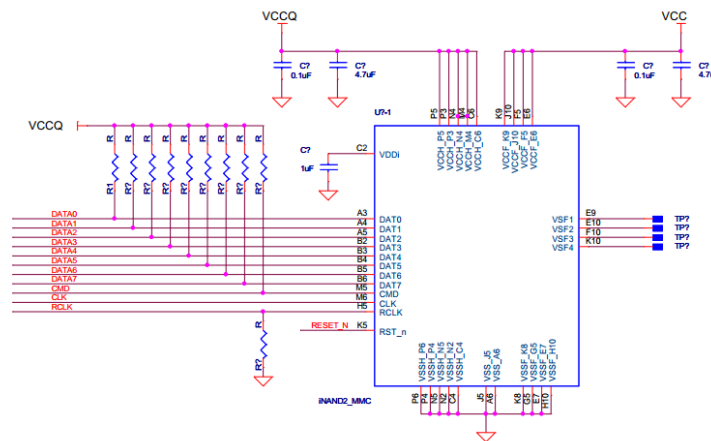 VCCQ
VCC
C?
0.1uF
C?
4.7uF
C?
0.1uF
C?
4.7u
U?-1
P5
P3
N4
M4
C6
K9
J10
F5
E6
VCCH_P5
VCCH_P3
VCCH_N4
VCCH_M4
VCCH_C6
VCCF_K9
VCCF_J10
VCCF_F5
VCCF_E6
VCCQ
R R R R R R R R R
R1 R? R? R? R? R? R? R? R?
C?
1uF
C2
VDDi
DATA0 A3 DAT0
DATA1 A4 DAT1
DATA2 A5 DAT2
DATA3 B2 DAT3
DATA4 B3 DAT4
DATA5 B4 DAT5
DATA6 B5 DAT6
DATA7 B6 DAT7
CMD M5 CMD
CLK M6 CLK
RCLK H5 RCLK
RESET_N K5 RST_n
VSF1 E9 TP?
VSF2 E10 TP?
VSF3 F10 TP?
VSF4 K10 TP?
R
R?
VSSH_P6
VSSH_P4
VSSH_N5
VSSH_N2
VSSH_C4
VSS_J5
VSS_A6
VSSF_K8
VSSF_G5
VSSF_E7
VSSF_H10
iNAND2_MMC
P6
P4
N5
N2
C4
J5
A6
K8
G5
E7
H10